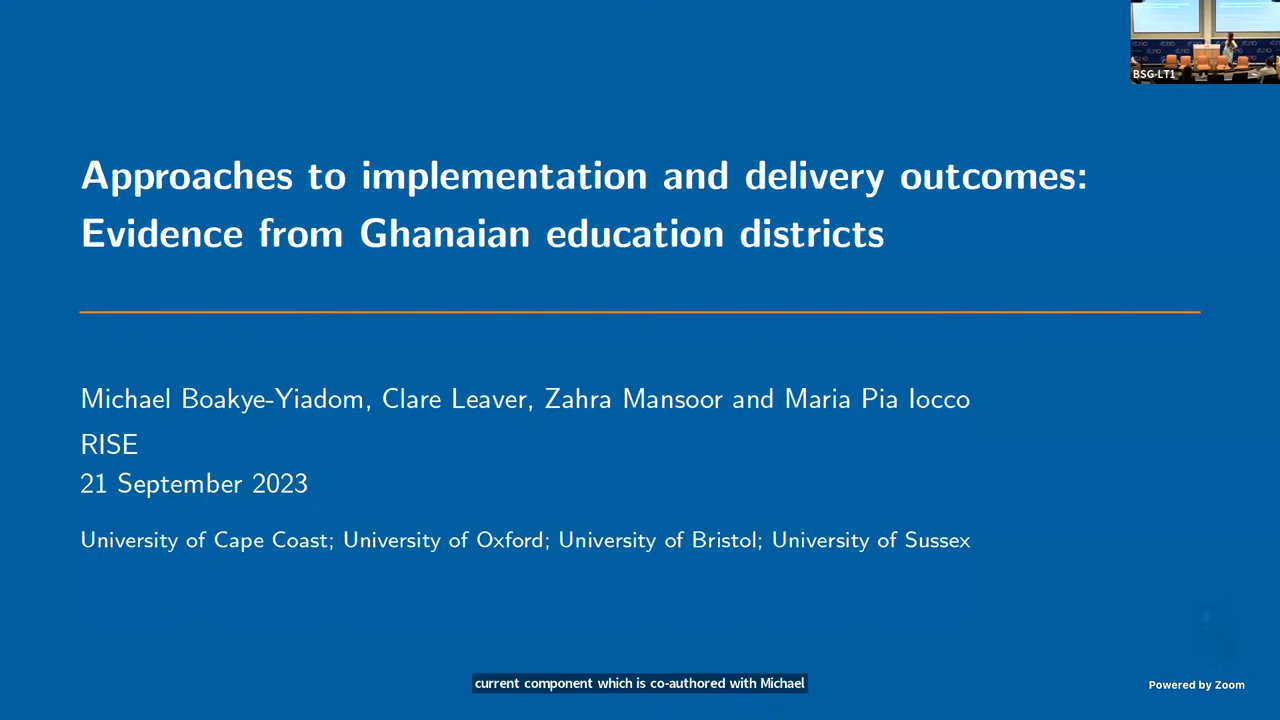 BSG-LT1
Approaches to implementation and delivery outcomes:
Evidence from Ghanaian education districts
Michael Boakye-Yiadom, Clare Leaver, Zahra Mansoor and Maria Pia Iocco
RISE
21 September 2023
University of Cape Coast; University of Oxford; University of Bristol; University of Sussex
current component which is co-authored with Michael
Powered by Zoom